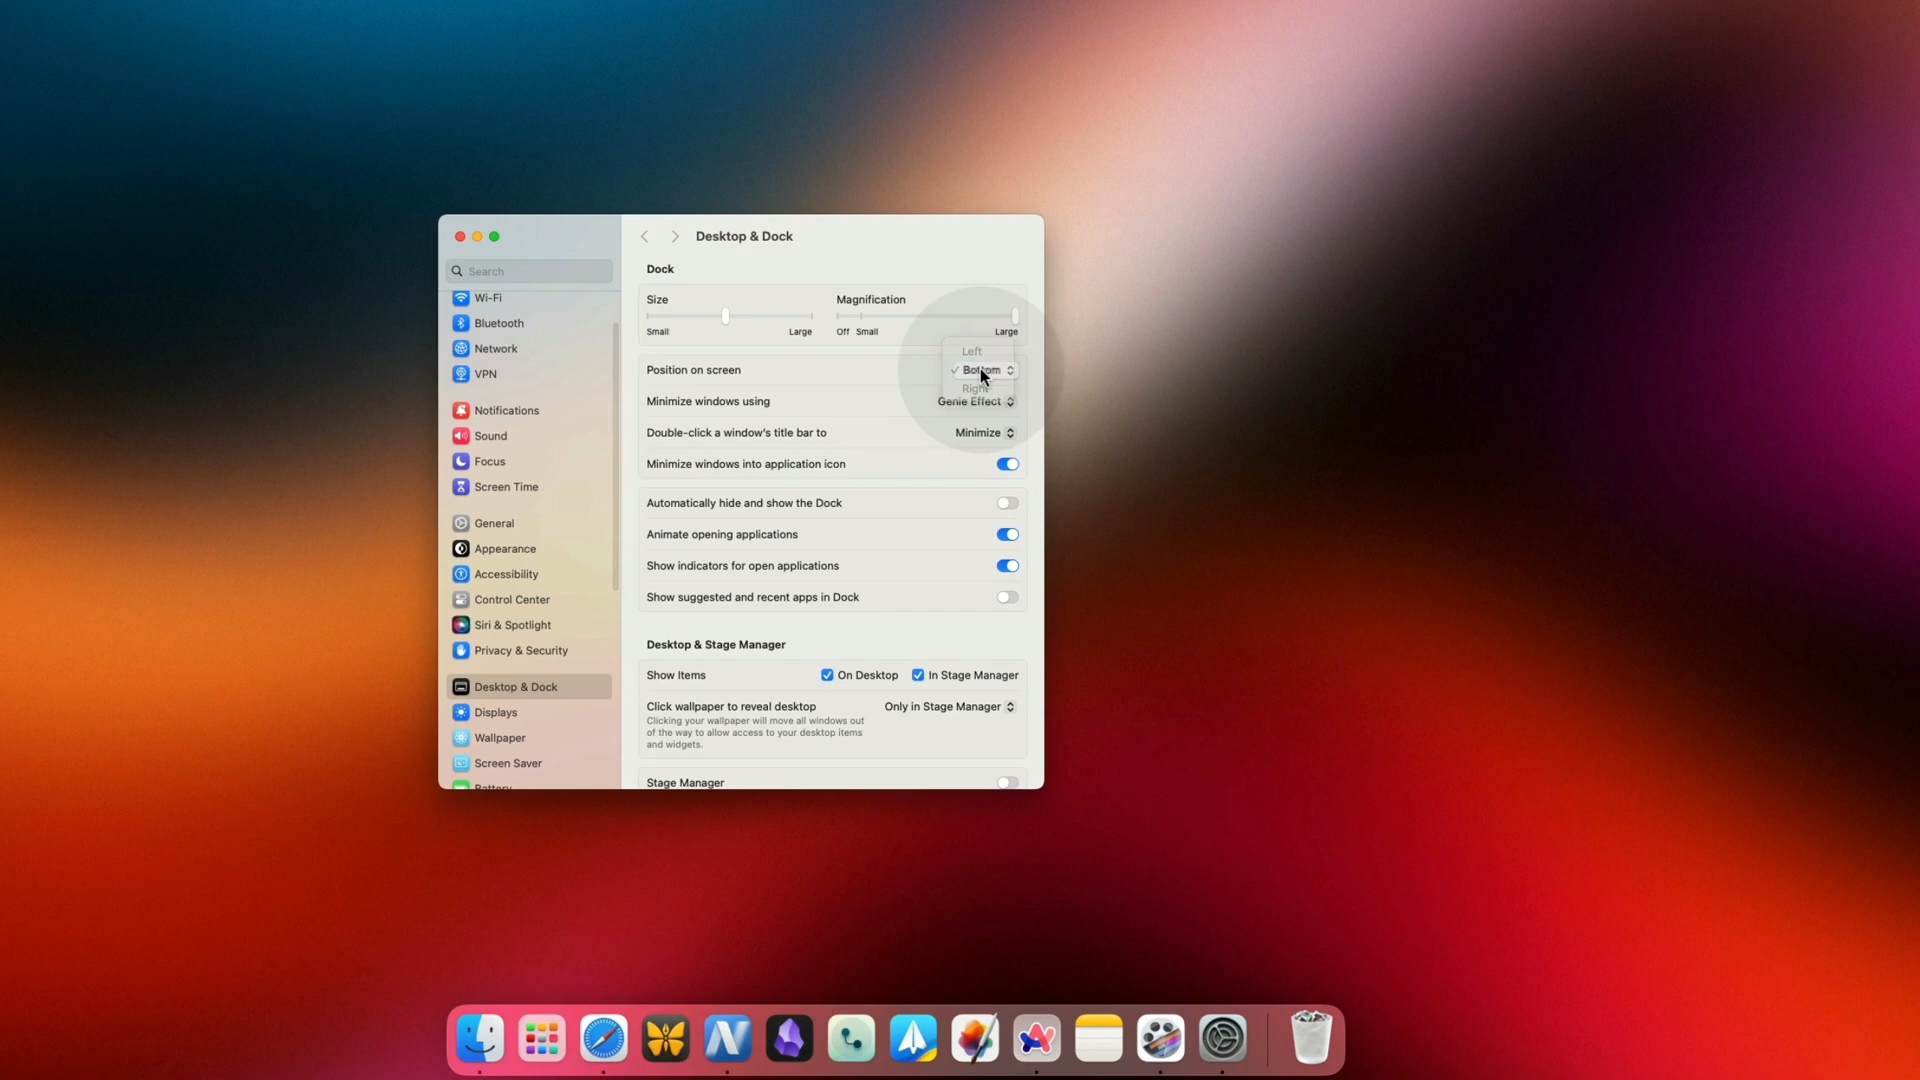 Desktop & Dock
Search
Wi-Fi
Bluetooth
Network
VPN
Notifications
Sound
Focus
Screen Time
General
Appearance
Accessibility
Control Center
Siri & Spotlight
Privacy & Security
Desktop & Dock
Displays
Wallpaper
Screen Saver
Battery
Dock
Size
Magnification
Small
Large
Off
Small
Large
Left
Position on screen
✓ Bottom
Right
Minimize windows using
Genie Effect
Double-click a window's title bar to
Minimize
Minimize windows into application icon
Automatically hide and show the Dock
Animate opening applications
Show indicators for open applications
Show suggested and recent apps in Dock
Desktop & Stage Manager
Show Items
On Desktop
In Stage Manager
Click wallpaper to reveal desktop
Only in Stage Manager
Clicking your wallpaper will move all windows out
of the way to allow access to your desktop items
and widgets.
Stage Manager